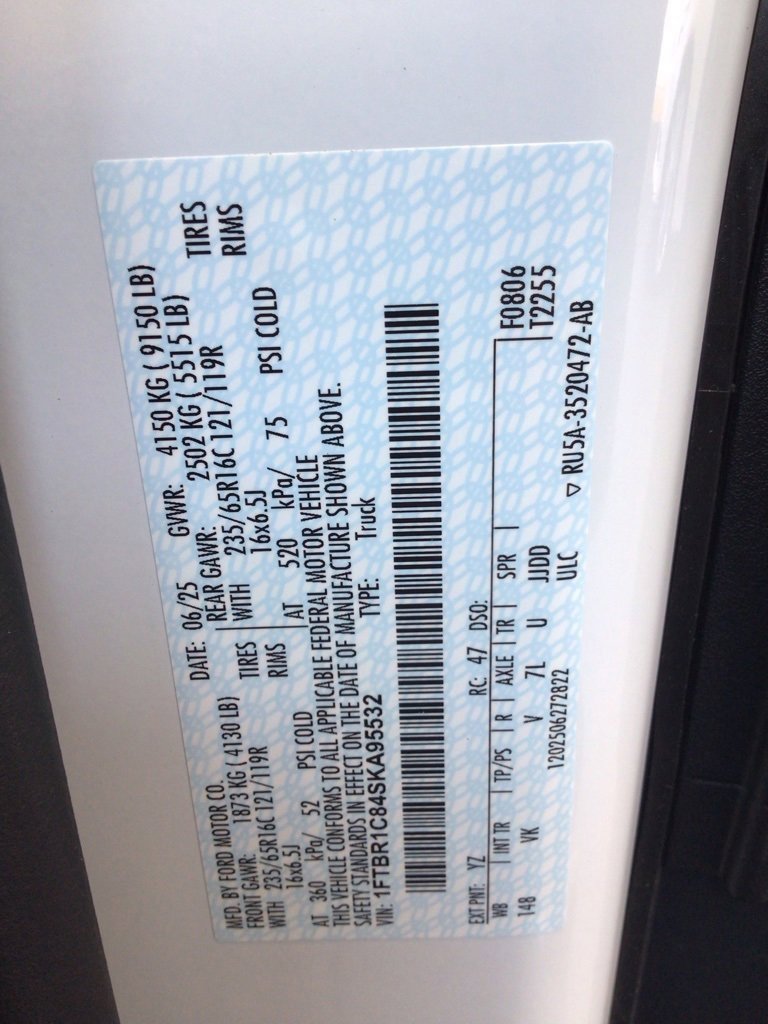 MFD. BY FORD MOTOR CO.
DATE: 06/25 GVWR: 4150 KG ( 9150 LB)
FRONT GAWR: 1873 KG ( 4130 LB) REAR GAWR: 2502 KG ( 5515 LB)
WITH 235/65R16C 121/119R TIRES WITH 235/65R16C 121/119R TIRES
16x6.5J RIMS 16x6.5J RIMS
AT 360 kPa/ 52 PSI COLD AT 520 kPa/ 75 PSI COLD
THIS VEHICLE CONFORMS TO ALL APPLICABLE FEDERAL MOTOR VEHICLE
SAFETY STANDARDS IN EFFECT ON THE DATE OF MANUFACTURE SHOWN ABOVE.
VIN: 1FTBR1C84SKA95532 TYPE: Truck
EXT PNT: YZ RC: 47 DSO:
WB | INT TR | TP/PS | R | AXLE | TR | SPR | F0806
148 VK V 7L U JJDD T2255
1202506272822 ULC
▽ RU5A-3520472-AB